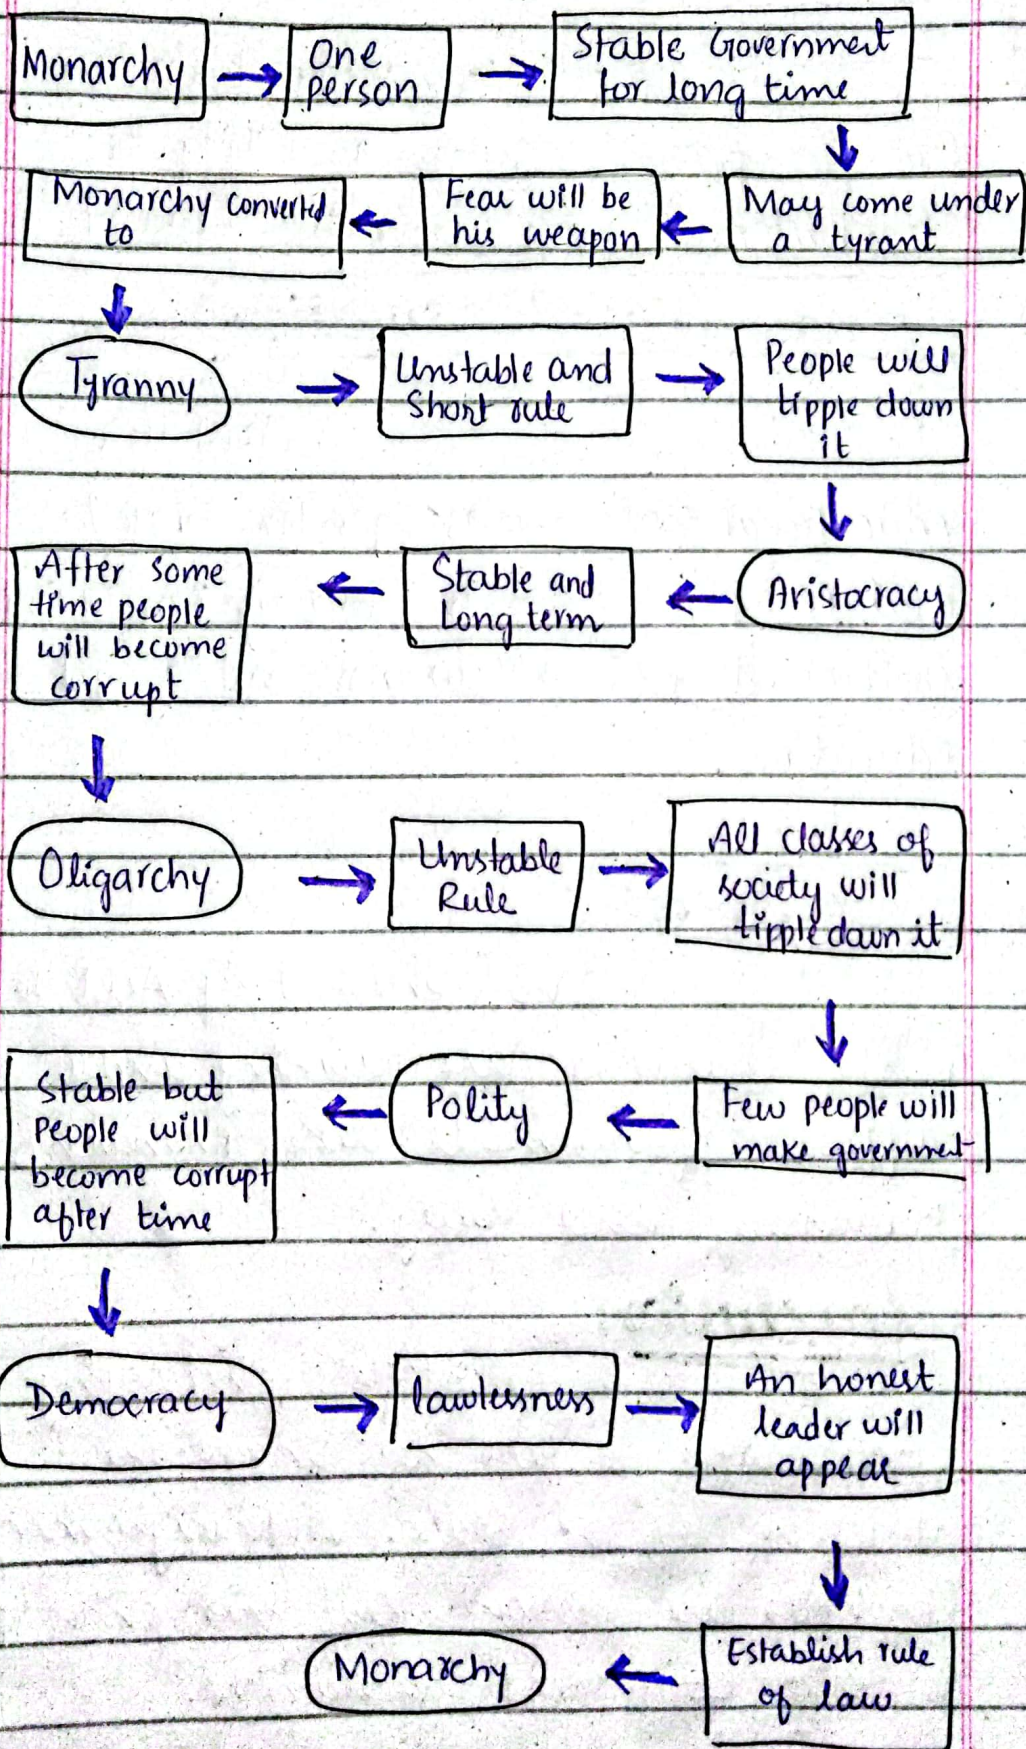 Monarchy
One
person
Stable Government
for long time
May come under
a tyrant
Fear will be
his weapon
Monarchy converted
to
Tyranny
Unstable and
Short rule
People will
tipple down
it
Aristocracy
Stable and
Long term
After some
time people
will become
corrupt
Oligarchy
Unstable
Rule
All classes of
society will
tipple down it
Few people will
make government
Polity
Stable but
People will
become corrupt
after time
Democracy
lawlessness
An honest
leader will
appear
Establish rule
of law
Monarchy